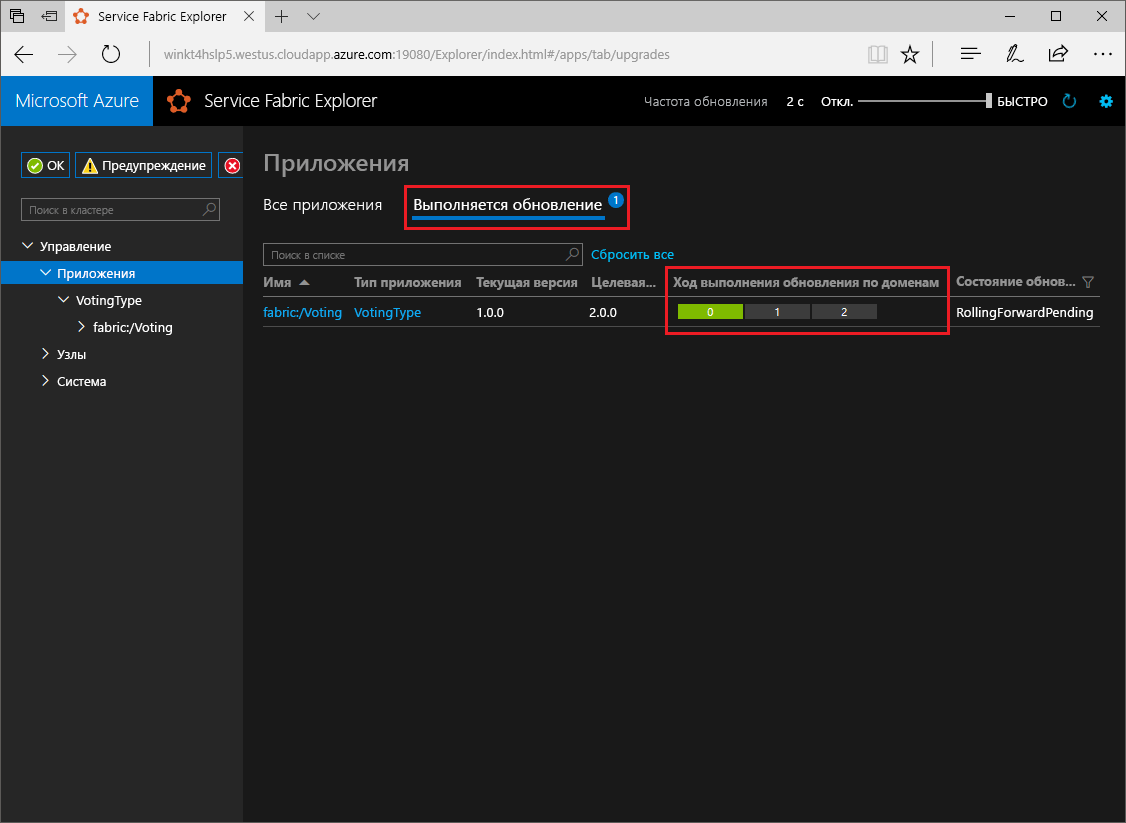 Service Fabric Explorer
winkt4hslp5.westus.cloudapp.azure.com:19080/Explorer/index.html#/apps/tab/upgrades
Microsoft Azure
Service Fabric Explorer
Частота обновления 2 с Откл. БЫСТРО
OK Предупреждение
Поиск в кластере
Управление
Приложения
VotingType
fabric:/Voting
Узлы
Система
Приложения
Все приложения Выполняется обновление 1
Поиск в списке Сбросить все
Имя Тип приложения Текущая версия Целевая... Ход выполнения обновления по доменам Состояние обнов...
fabric:/Voting VotingType 1.0.0 2.0.0 0 1 2 RollingForwardPending